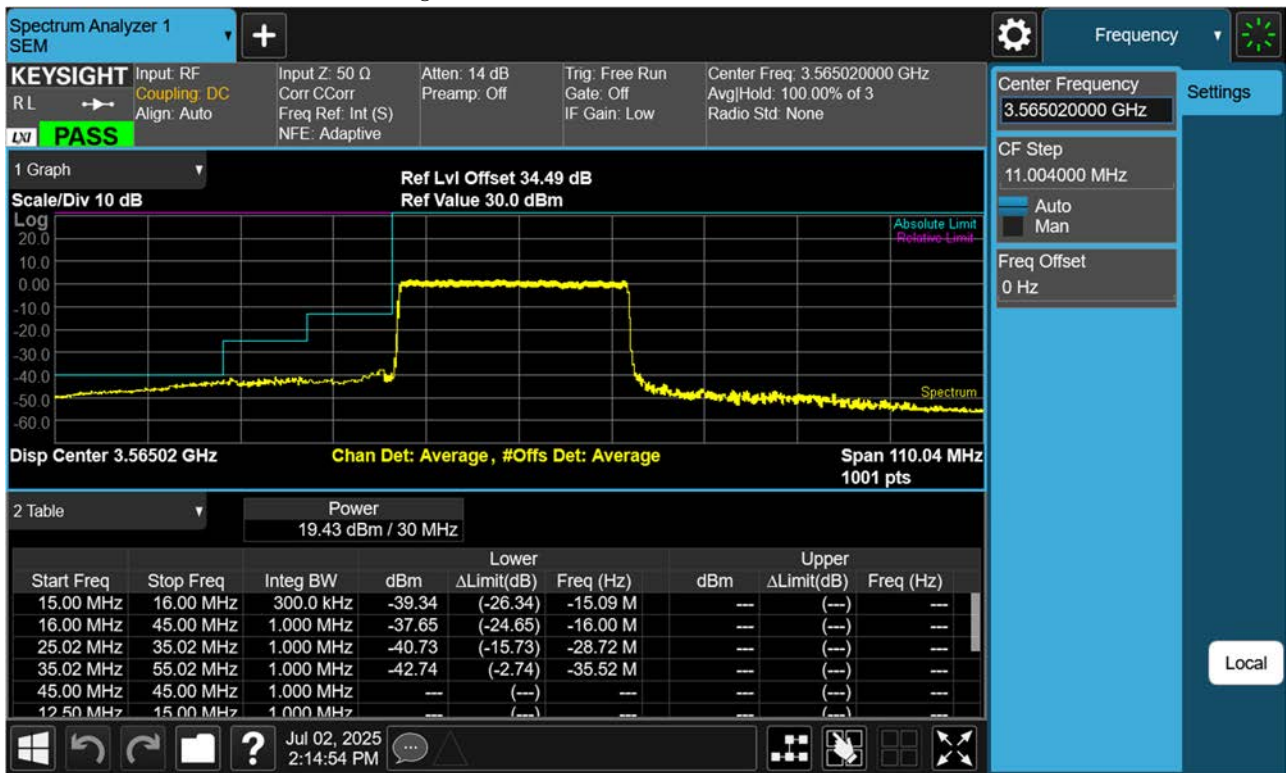 Spectrum Analyzer 1
SEM
+
Frequency
KEYSIGHT
R L
LXI PASS
Input: RF
Coupling: DC
Align: Auto
Input Z: 50 Ω
Corr CCorr
Freq Ref: Int (S)
NFE: Adaptive
Atten: 14 dB
Preamp: Off
Trig: Free Run
Gate: Off
IF Gain: Low
Center Freq: 3.565020000 GHz
Avg|Hold: 100.00% of 3
Radio Std: None
Center Frequency
3.565020000 GHz
Settings
CF Step
11.004000 MHz
Auto
Man
Freq Offset
0 Hz
1 Graph
Scale/Div 10 dB
Ref Lvl Offset 34.49 dB
Ref Value 30.0 dBm
Log
Absolute Limit
Relative Limit
20.0
10.0
0.00
-10.0
-20.0
-30.0
-40.0
-50.0
-60.0
Spectrum
Disp Center 3.56502 GHz
Chan Det: Average, #Offs Det: Average
Span 110.04 MHz
1001 pts
2 Table
Power
19.43 dBm / 30 MHz
Lower Upper
Start Freq Stop Freq Integ BW dBm ΔLimit(dB) Freq (Hz) dBm ΔLimit(dB) Freq (Hz)
15.00 MHz 16.00 MHz 300.0 kHz -39.34 (-26.34) -15.09 M --- (---) ---
16.00 MHz 45.00 MHz 1.000 MHz -37.65 (-24.65) -16.00 M --- (---) ---
25.02 MHz 35.02 MHz 1.000 MHz -40.73 (-15.73) -28.72 M --- (---) ---
35.02 MHz 55.02 MHz 1.000 MHz -42.74 (-2.74) -35.52 M --- (---) ---
45.00 MHz 45.00 MHz 1.000 MHz --- (---) --- --- (---) ---
12.50 MHz 15.00 MHz 1.000 MHz --- (---) --- --- (---) ---
Local
?
Jul 02, 2025
2:14:54 PM